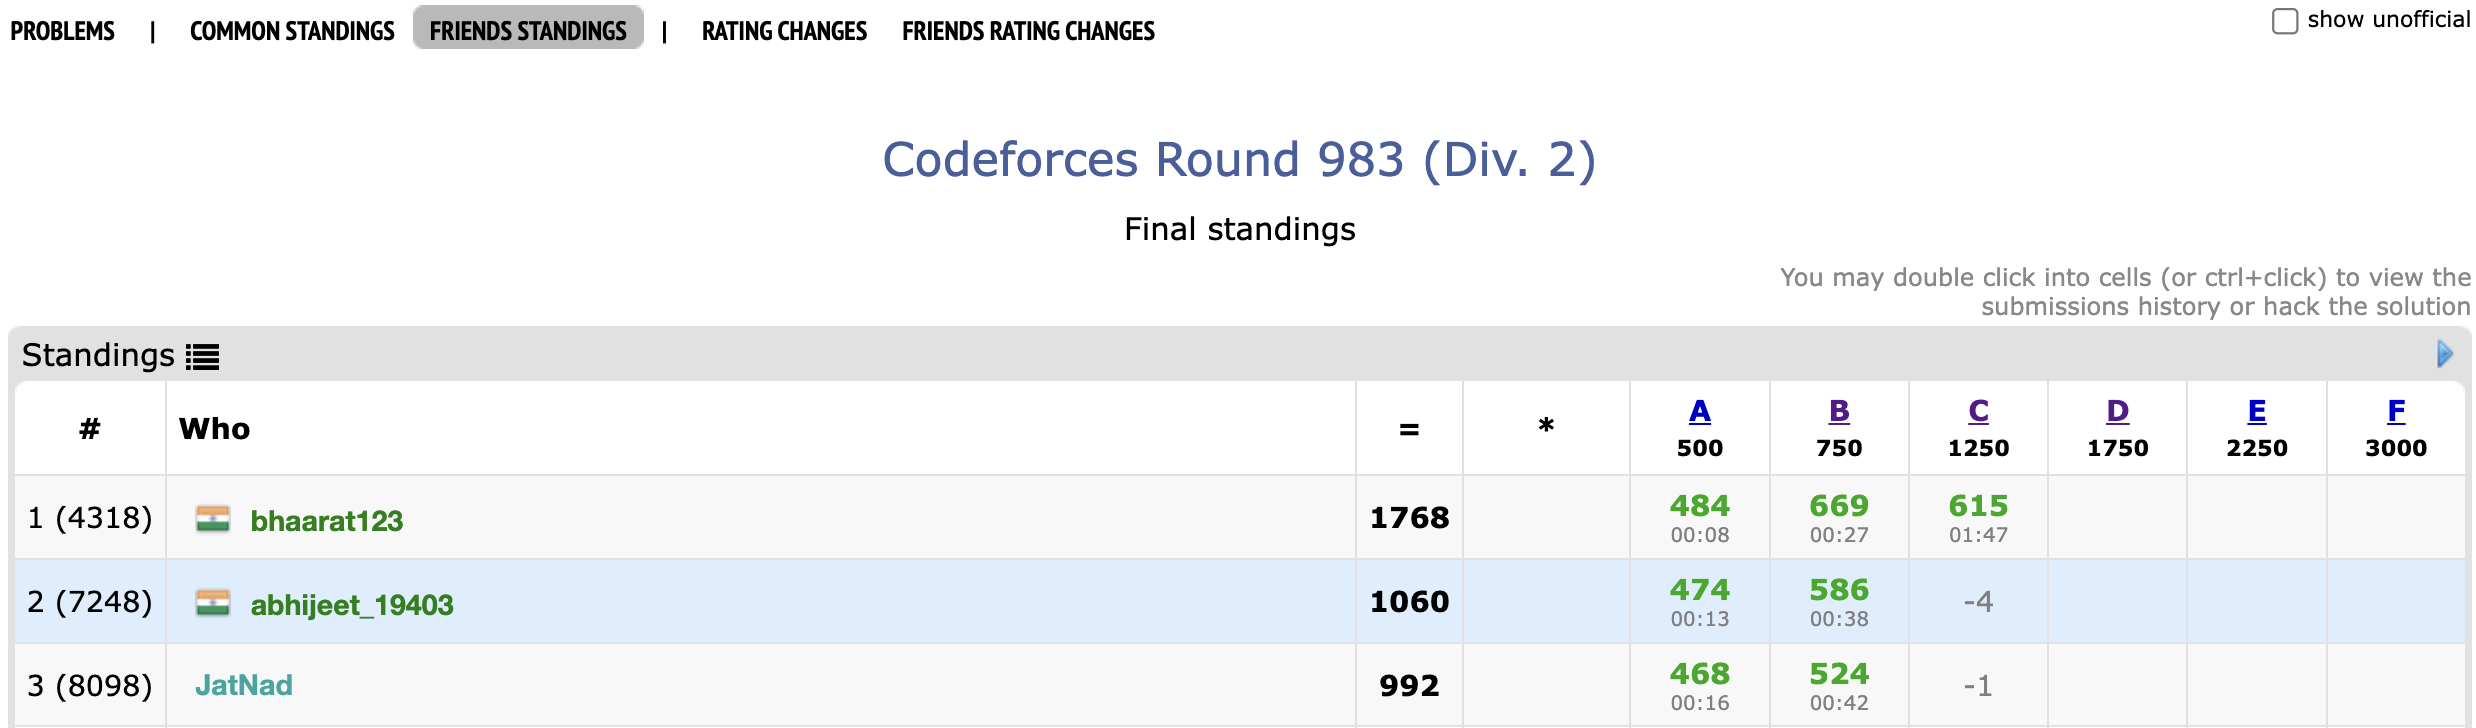 PROBLEMS | COMMON STANDINGS FRIENDS STANDINGS | RATING CHANGES FRIENDS RATING CHANGES
show unofficial
Codeforces Round 983 (Div. 2)
Final standings
You may double click into cells (or ctrl+click) to view the
submissions history or hack the solution
Standings
# Who = * A B C D E F
500 750 1250 1750 2250 3000
1 (4318) bhaarat123 1768 484 669 615
00:08 00:27 01:47
2 (7248) abhijeet_19403 1060 474 586 -4
00:13 00:38
3 (8098) JatNad 992 468 524 -1
00:16 00:42